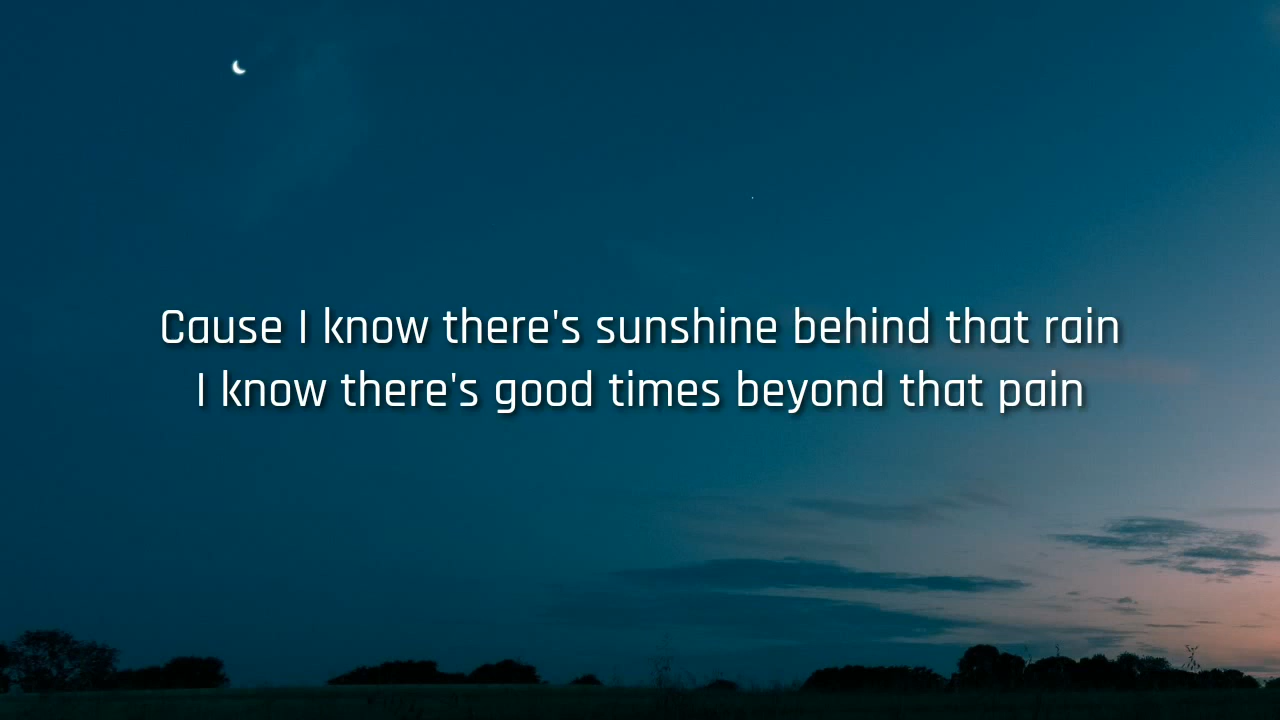 Cause I know there's sunshine behind that rain
I know there's good times beyond that pain